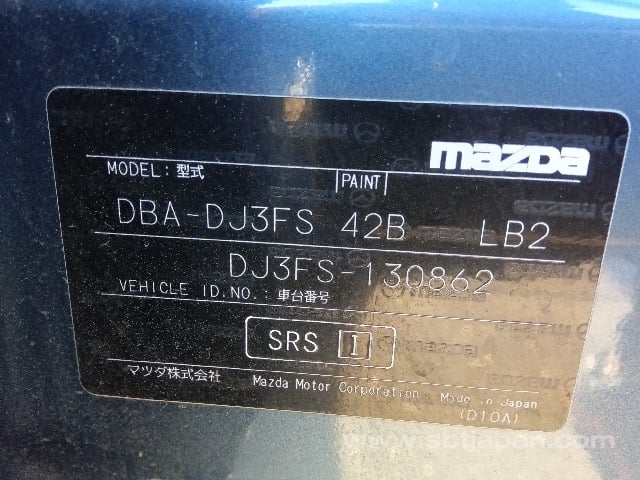 mazda
MODEL: 型式 PAINT
DBA-DJ3FS 42B LB2
DJ3FS-130862
VEHICLE ID.NO. 車台番号
SRS I
マツダ株式会社 Mazda Motor Corporation Made in Japan
(D10A)
www.sbtjapan.com